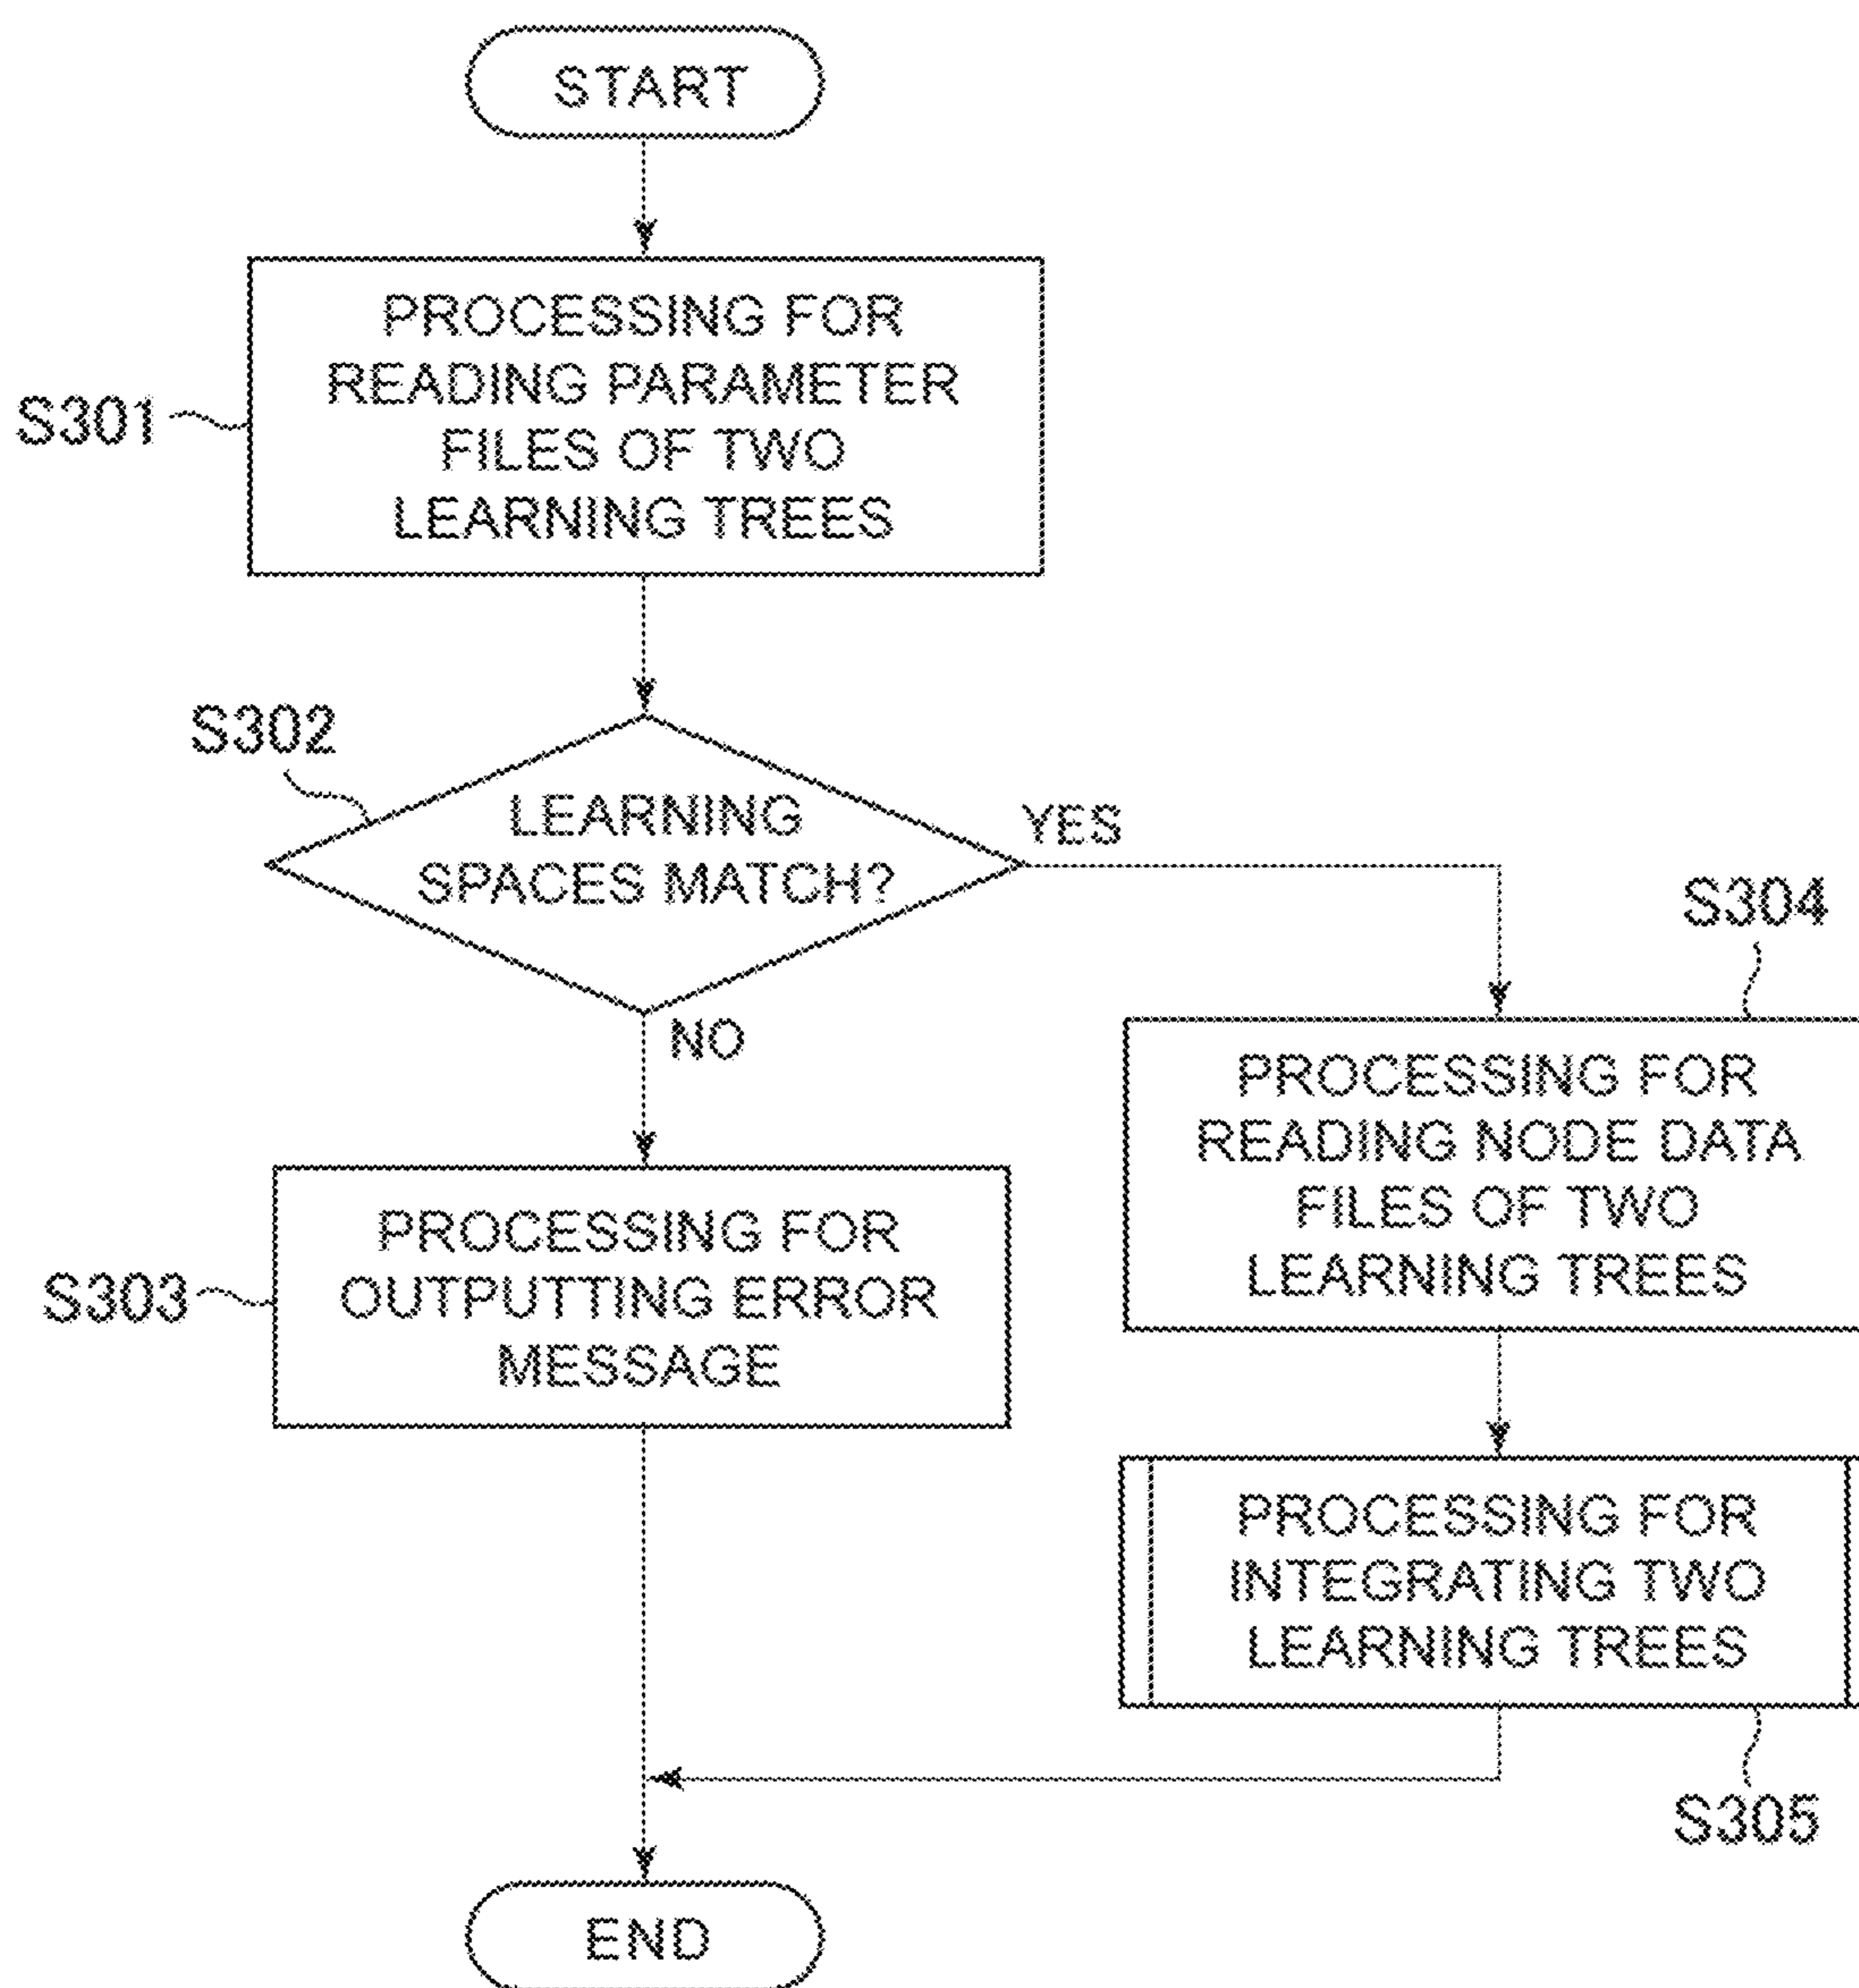 START
PROCESSING FOR
READING PARAMETER
FILES OF TWO
LEARNING TREES
S301
S302
LEARNING
SPACES MATCH?
YES
NO
S304
PROCESSING FOR
READING NODE DATA
FILES OF TWO
LEARNING TREES
PROCESSING FOR
OUTPUTTING ERROR
MESSAGE
S303
PROCESSING FOR
INTEGRATING TWO
LEARNING TREES
S305
END